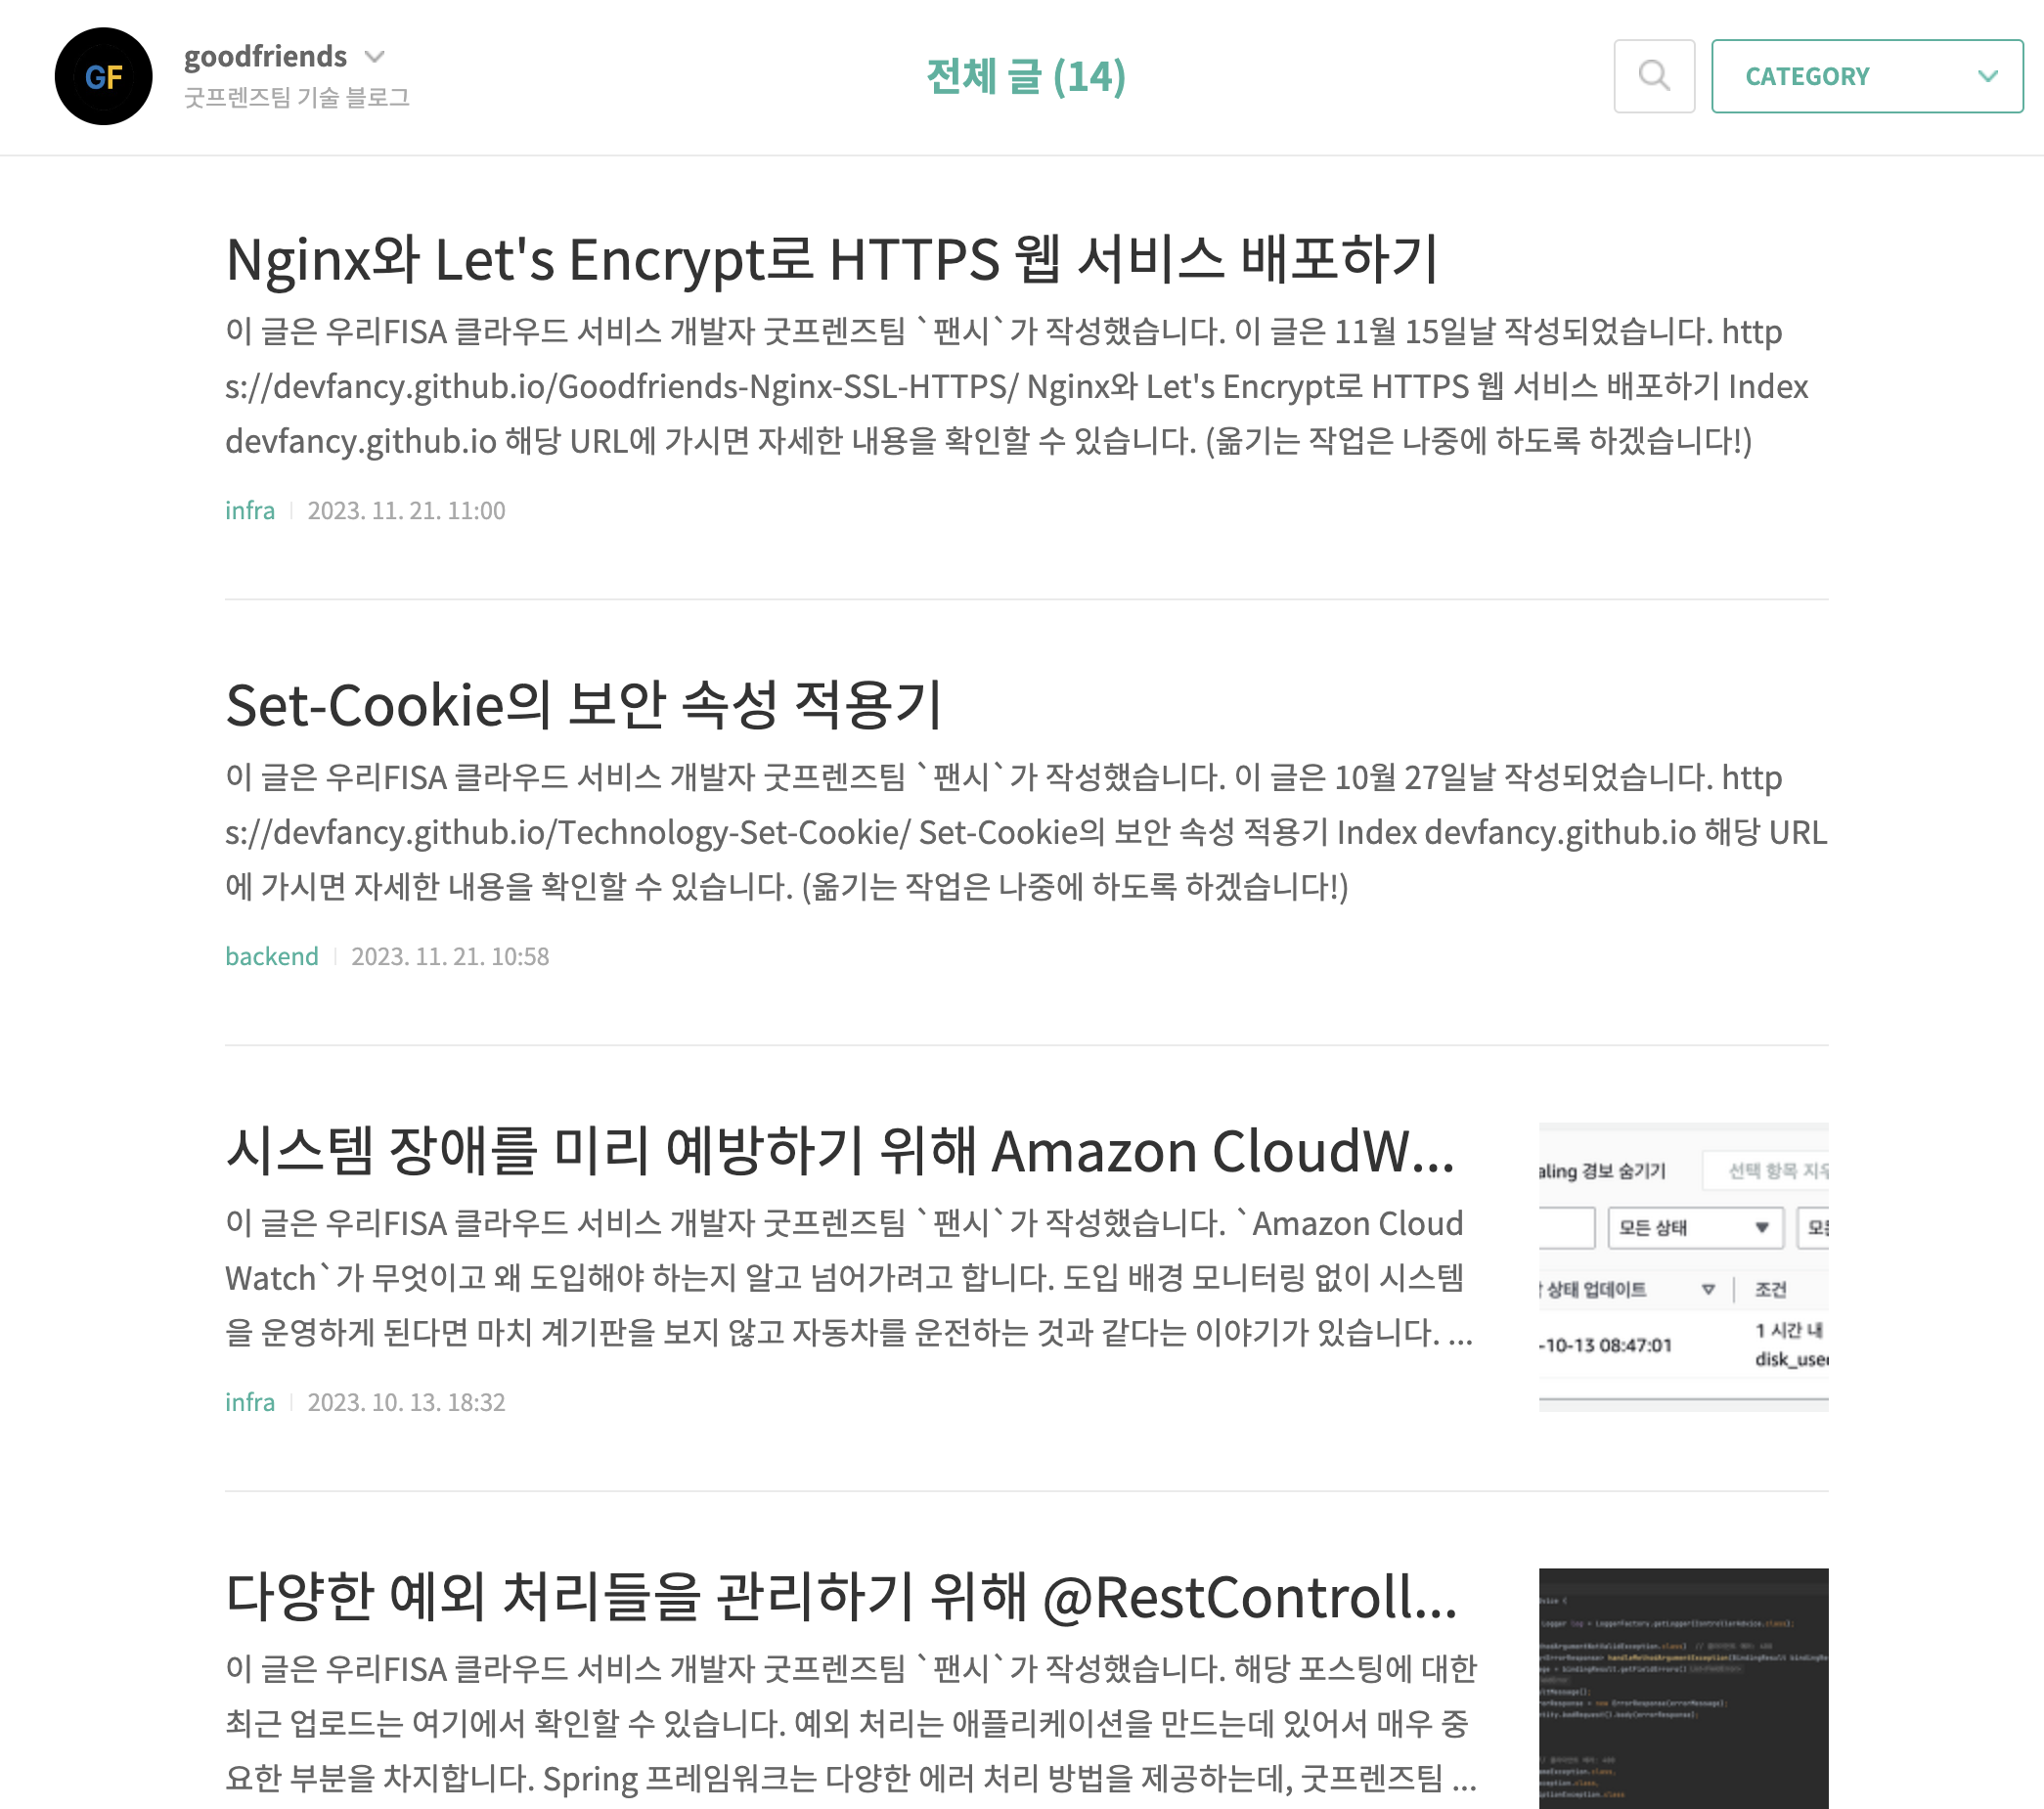 GF
goodfriends
굿프렌즈팀 기술 블로그
전체 글 (14)
CATEGORY
Nginx와 Let's Encrypt로 HTTPS 웹 서비스 배포하기
이 글은 우리FISA 클라우드 서비스 개발자 굿프렌즈팀 `팬시`가 작성했습니다. 이 글은 11월 15일날 작성되었습니다. http
s://devfancy.github.io/Goodfriends-Nginx-SSL-HTTPS/ Nginx와 Let's Encrypt로 HTTPS 웹 서비스 배포하기 Index
devfancy.github.io 해당 URL에 가시면 자세한 내용을 확인할 수 있습니다. (옮기는 작업은 나중에 하도록 하겠습니다!)
infra 2023. 11. 21. 11:00
Set-Cookie의 보안 속성 적용기
이 글은 우리FISA 클라우드 서비스 개발자 굿프렌즈팀 `팬시`가 작성했습니다. 이 글은 10월 27일날 작성되었습니다. http
s://devfancy.github.io/Technology-Set-Cookie/ Set-Cookie의 보안 속성 적용기 Index devfancy.github.io 해당 URL
에 가시면 자세한 내용을 확인할 수 있습니다. (옮기는 작업은 나중에 하도록 하겠습니다!)
backend 2023. 11. 21. 10:58
시스템 장애를 미리 예방하기 위해 Amazon CloudW...
이 글은 우리FISA 클라우드 서비스 개발자 굿프렌즈팀 `팬시`가 작성했습니다. `Amazon Cloud
Watch`가 무엇이고 왜 도입해야 하는지 알고 넘어가려고 합니다. 도입 배경 모니터링 없이 시스템
을 운영하게 된다면 마치 계기판을 보지 않고 자동차를 운전하는 것과 같다는 이야기가 있습니다. ...
infra 2023. 10. 13. 18:32
aling 경보 숨기기 선택 항목 지우
모든 상태 모든
상태 업데이트 조건
-10-13 08:47:01 1 시간 내
disk_used
다양한 예외 처리들을 관리하기 위해 @RestControll...
이 글은 우리FISA 클라우드 서비스 개발자 굿프렌즈팀 `팬시`가 작성했습니다. 해당 포스팅에 대한
최근 업로드는 여기에서 확인할 수 있습니다. 예외 처리는 애플리케이션을 만드는데 있어서 매우 중
요한 부분을 차지합니다. Spring 프레임워크는 다양한 에러 처리 방법을 제공하는데, 굿프렌즈팀 ...